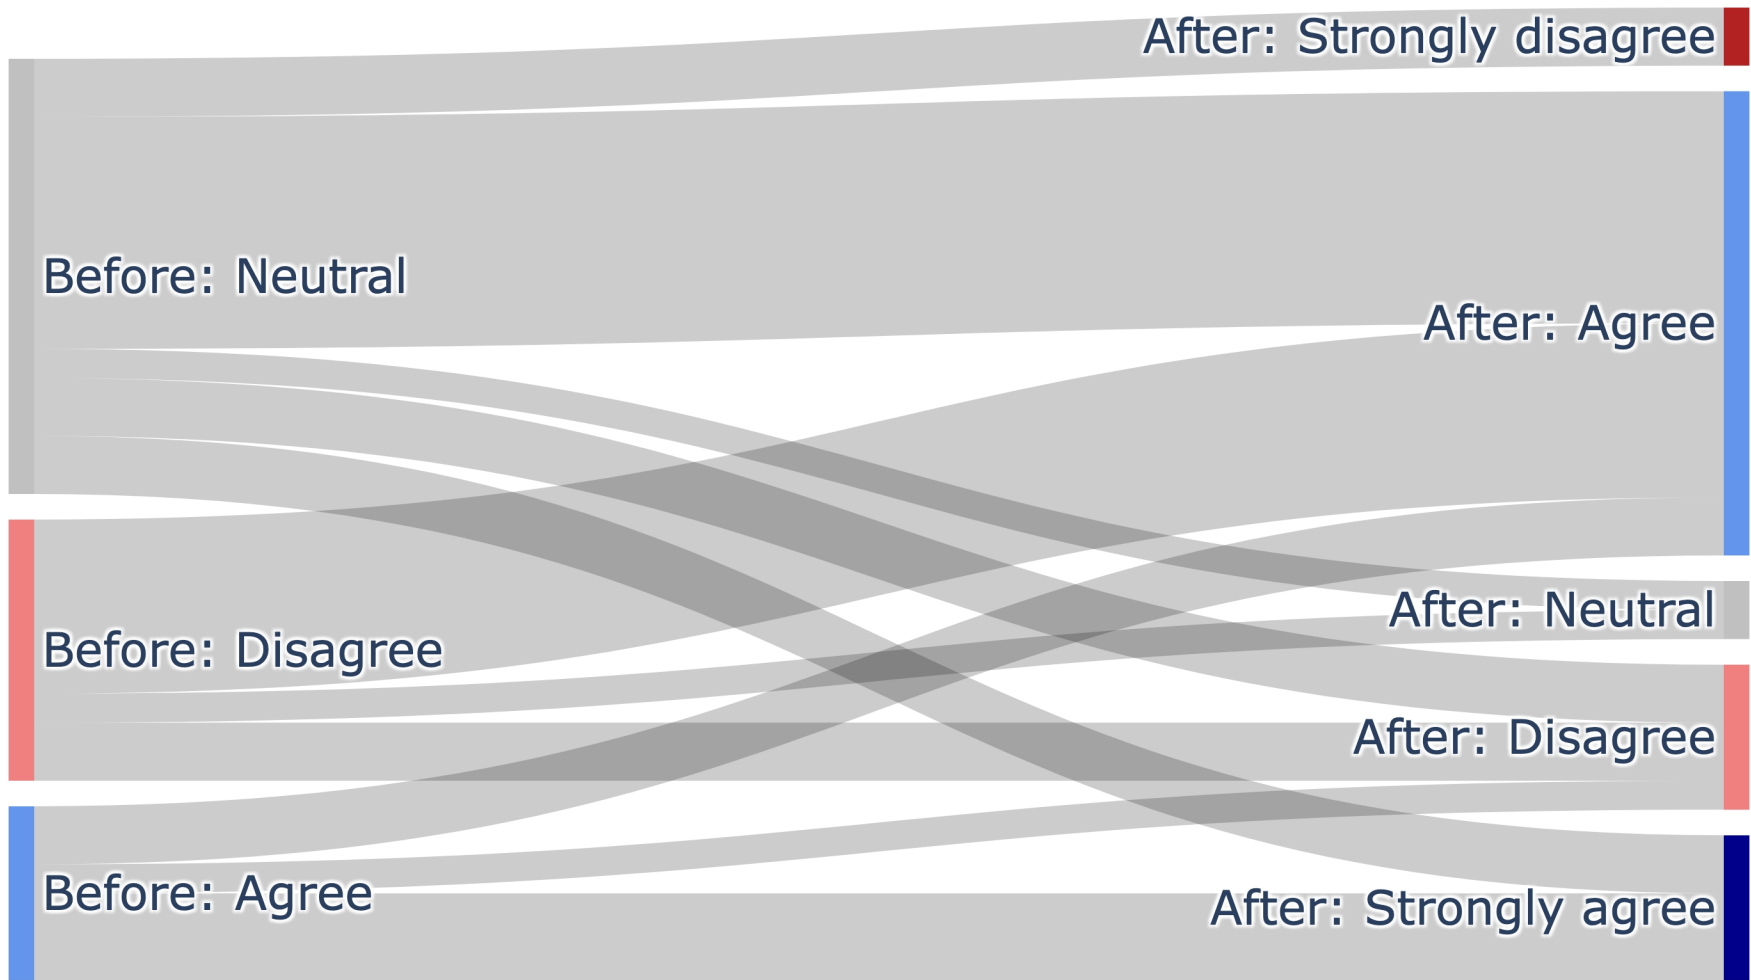 After: Strongly disagree
Before: Neutral
After: Agree
After: Neutral
Before: Disagree
After: Disagree
Before: Agree
After: Strongly agree